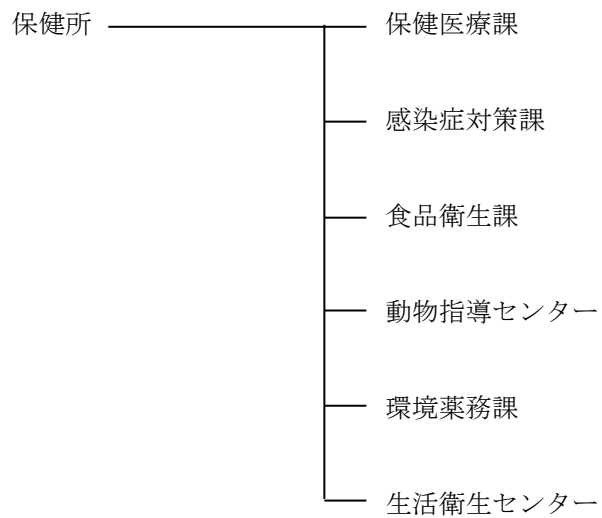 保健所
保健医療課
感染症対策課
食品衛生課
動物指導センター
環境薬務課
生活衛生センター